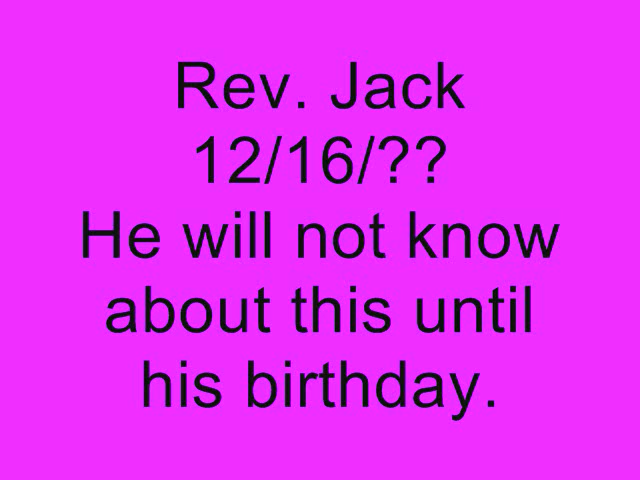 Rev. Jack
12/16/??
He will not know
about this until
his birthday.